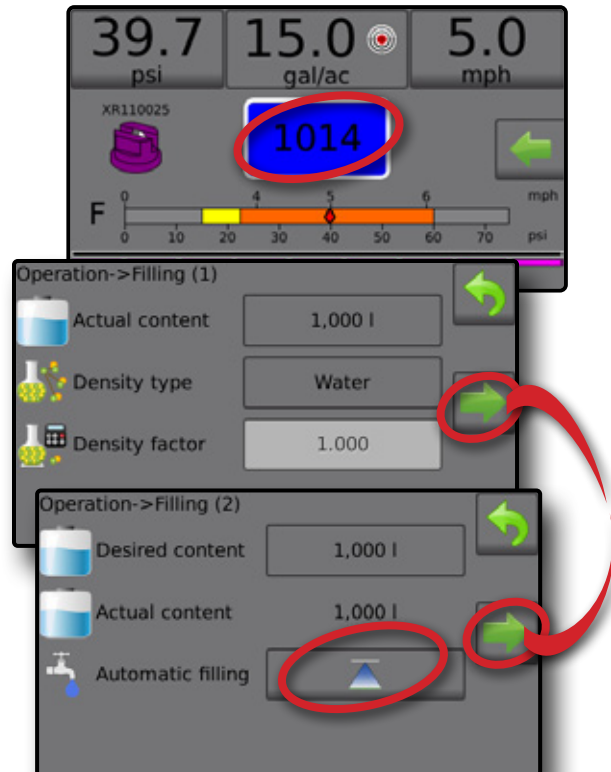 39.7 15.0 5.0
psi gal/ac mph
XR110025
1014
0 4 5 6 mph
F
0 10 20 30 40 50 60 70 psi
Operation->Filling (1)
Actual content 1,000 l
Density type Water
Density factor 1.000
Operation->Filling (2)
Desired content 1,000 l
Actual content 1,000 l
Automatic filling